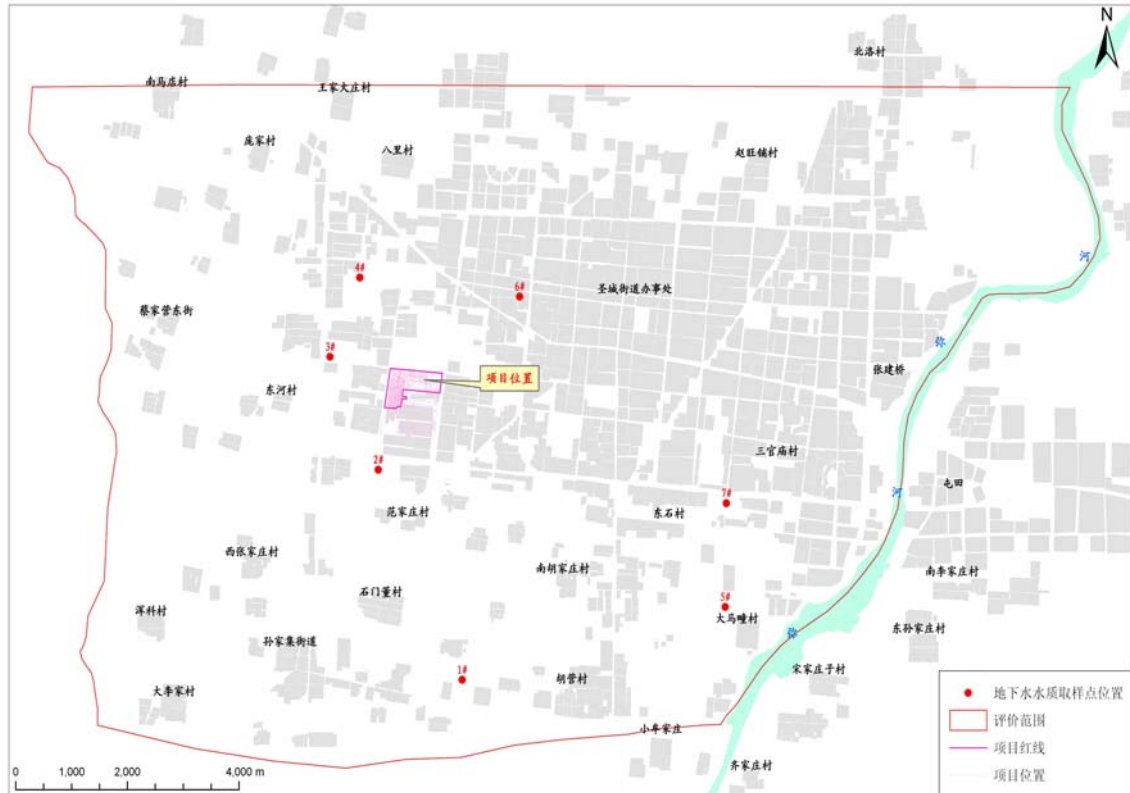 N
北洛村
南马店村
王家大庄村
庞家村
八里村
赵旺铺村
河
4#
6#
圣城街道办事处
蔡家营东街
弥
3#
张建桥
项目位置
东河村
三官庙村
2#
屯田
河
7#
范家庄村
东石村
西张家庄村
南胡家庄村
南李家庄村
石门董村
5#
浑科村
大马疃村
东孙家庄村
弥
孙家集街道
宋家庄子村
1#
胡营村
大李家村
小牟家庄
齐家庄村
地下水水质取样点位置
评价范围
项目红线
项目位置
0 1,000 2,000 4,000 m